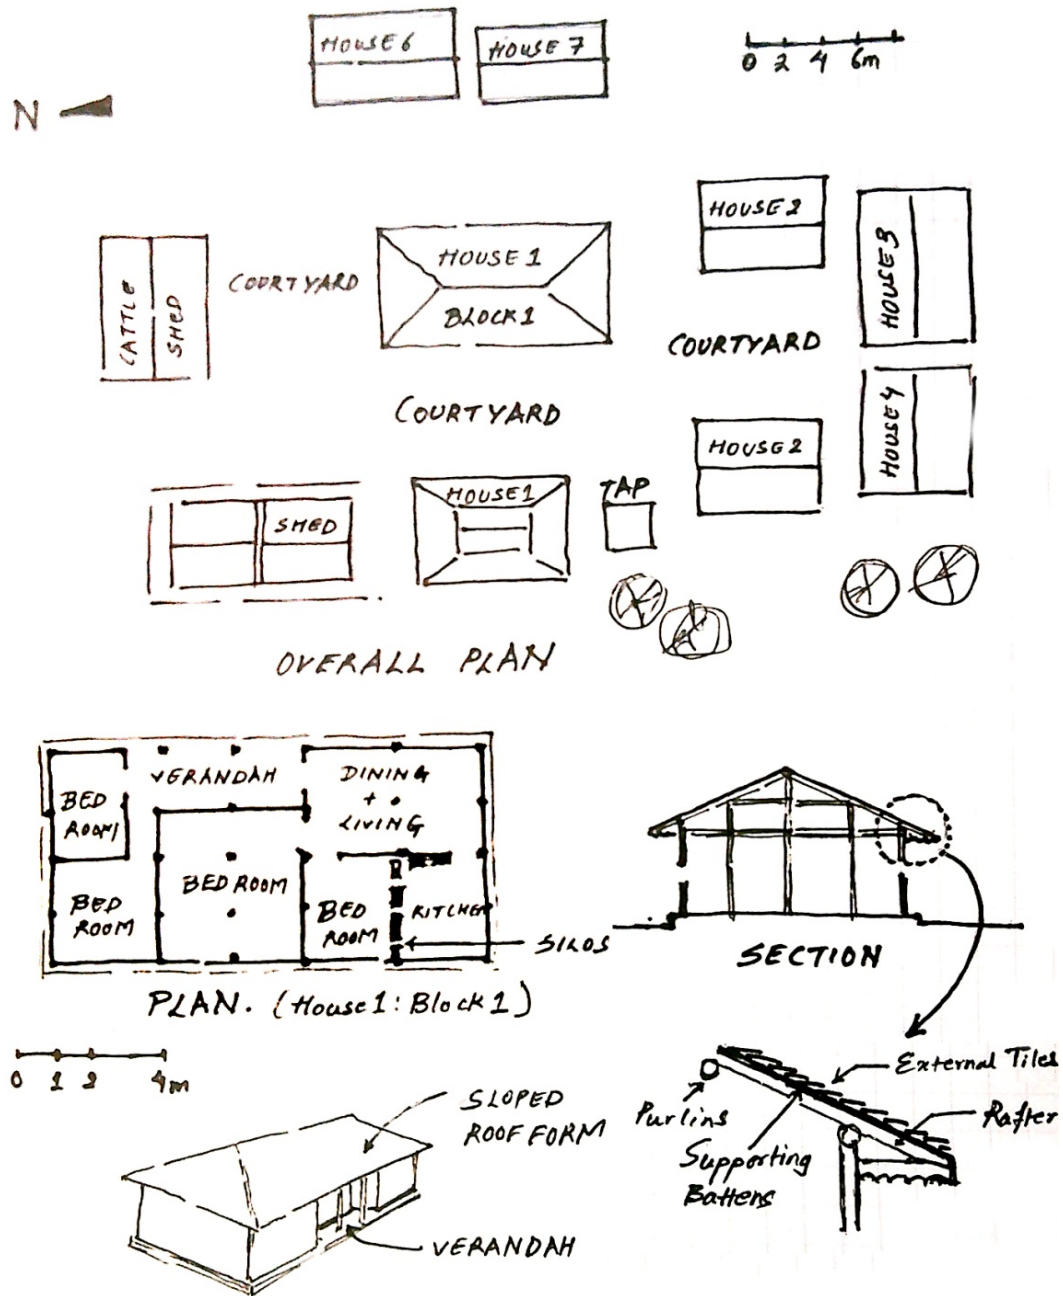 HOUSE 6
HOUSE 7
0 2 4 6m
N
HOUSE 2
HOUSE 3
CATTLE
SHED
COURTYARD
HOUSE 1
BLOCK 1
COURTYARD
COURTYARD
HOUSE 4
HOUSE 2
HOUSE 1
TAP
SHED
OVERALL PLAN
VERANDAH
DINING
+
LIVING
BED
ROOM
BED ROOM
BED
ROOM
BED
ROOM
KITCHEN
SILOS
SECTION
PLAN. (House 1: Block 1)
0 1 2 4m
External Tiles
Purlins
Rafter
Supporting
Battens
SLOPED
ROOF FORM
VERANDAH